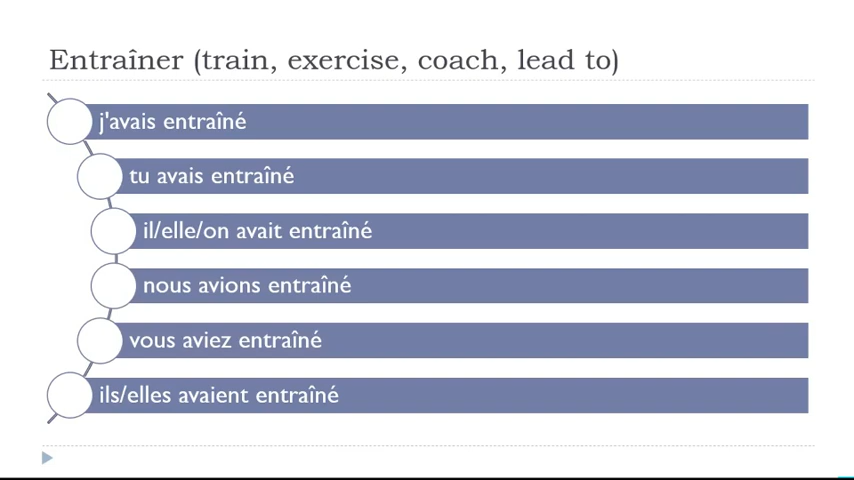 Entraîner (train, exercise, coach, lead to)
j'avais entraîné
tu avais entraîné
il/elle/on avait entraîné
nous avions entraîné
vous aviez entraîné
ils/elles avaient entraîné